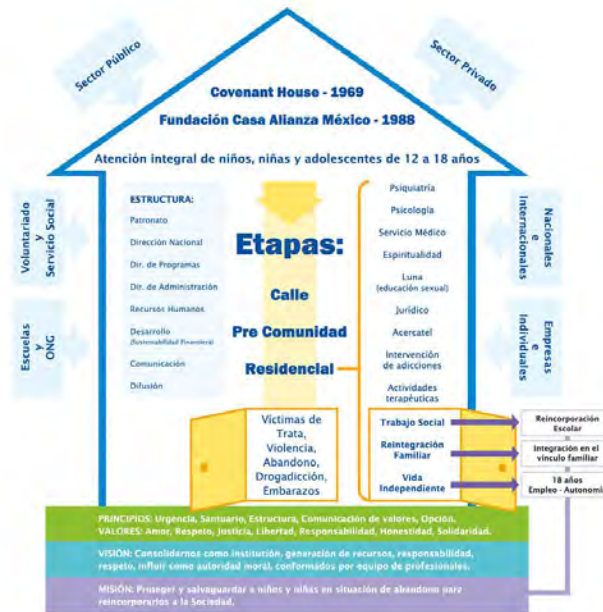 Sector Público
Sector Privado
Covenant House - 1969
Fundación Casa Alianza México - 1988
Atención integral de niños, niñas y adolescentes de 12 a 18 años
Voluntariado
y
Servicio Social
Escuelas
y
ONG
ESTRUCTURA:
Patronato
Dirección Nacional
Dir. de Programas
Dir. de Administración
Recursos Humanos
Desarrollo
(Sustentabilidad Financiera)
Comunicación
Difusión
Etapas:
Calle
Pre Comunidad
Residencial
Psiquiatría
Psicología
Servicio Médico
Espiritualidad
Luna
(educación sexual)
Jurídico
Acercatel
Intervención
de adicciones
Actividades
terapéuticas
Nacionales
e
Internacionales
Empresas
e
Individuales
Víctimas de
Trata,
Violencia,
Abandono,
Drogadicción,
Embarazos
Trabajo Social
Reintegración
Familiar
Vida
Independiente
Reincorporación
Escolar
Integración en el
vínculo familiar
18 años
Empleo - Autonomía
PRINCIPIOS: Urgencia, Santuario, Estructura, Comunicación de valores, Opción.
VALORES: Amor, Respeto, Justicia, Libertad, Responsabilidad, Honestidad, Solidaridad.
VISIÓN: Consolidarnos como institución, generación de recursos, responsabilidad,
respeto, influir como autoridad moral, conformados por equipo de profesionales.
MISIÓN: Proteger y salvaguardar a niños y niñas en situación de abandono para
reincorporarlos a la Sociedad.